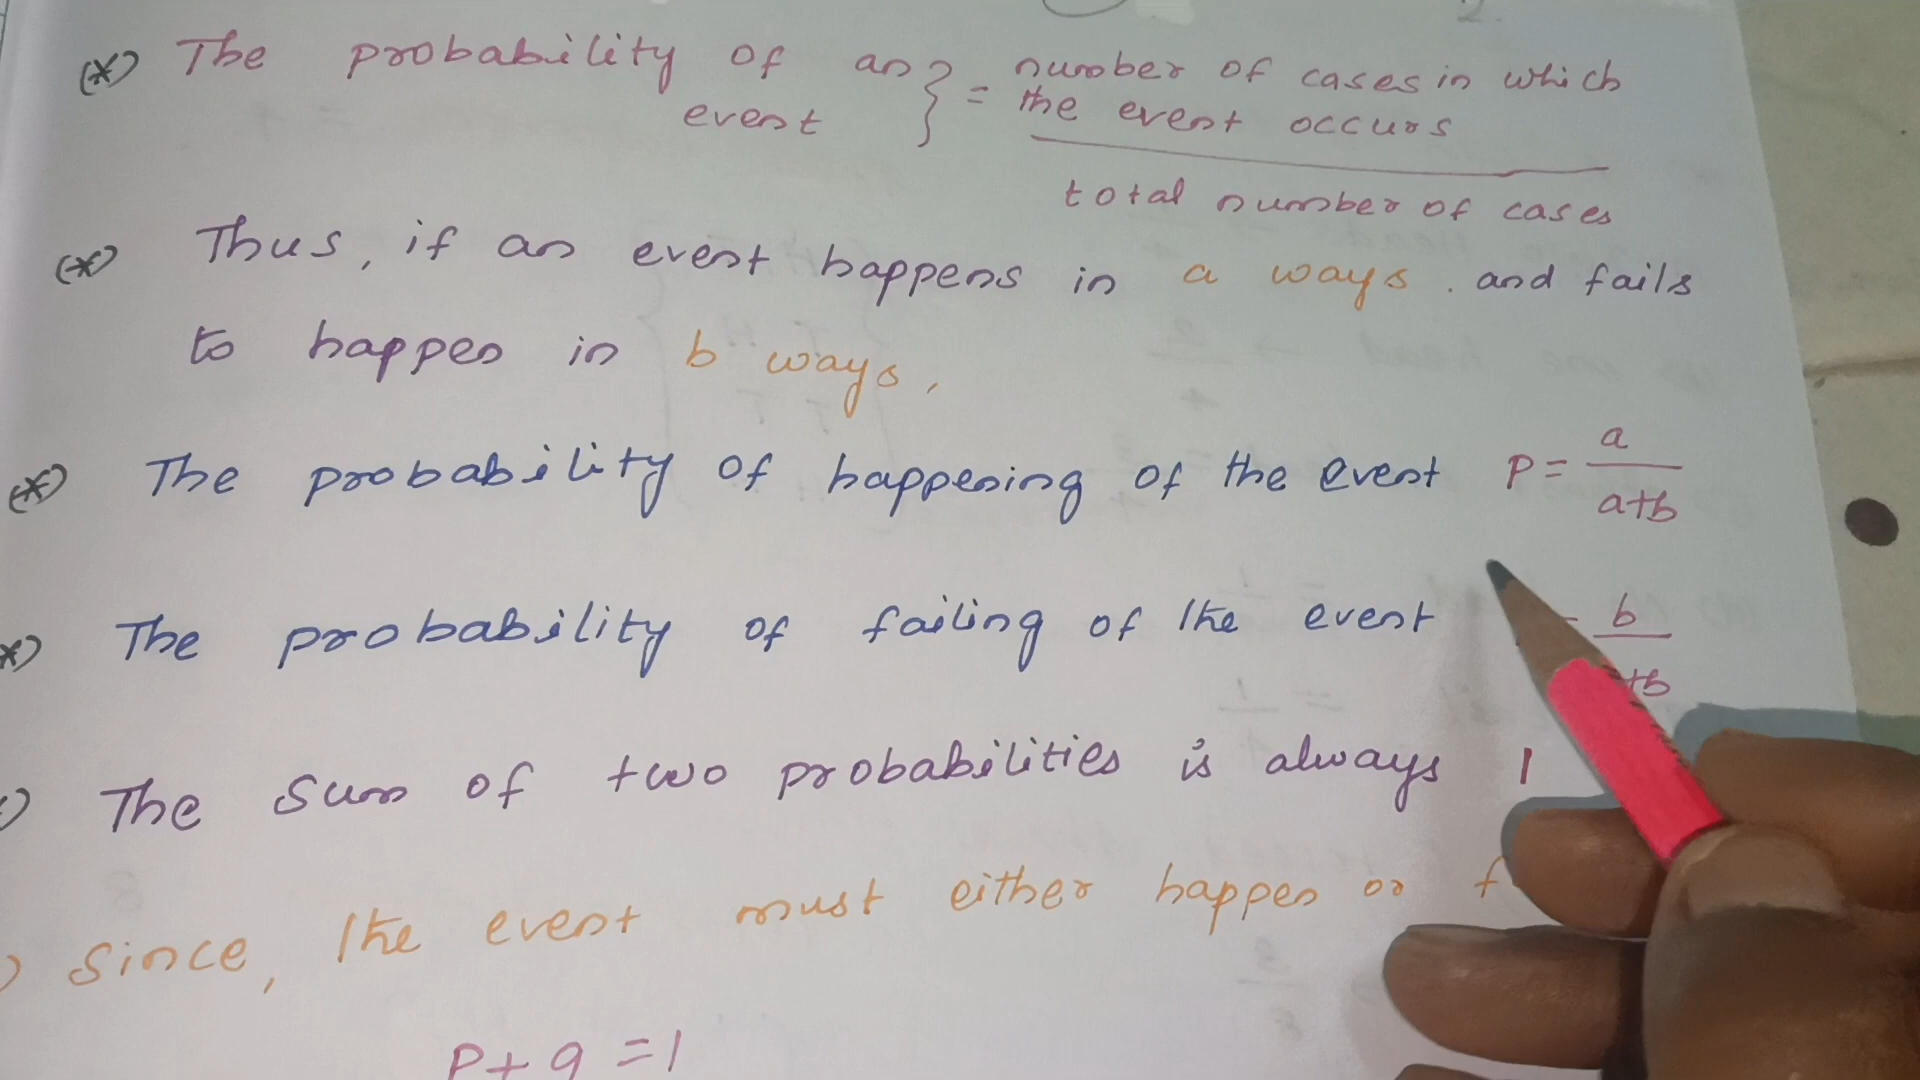 (*) The probability of an } = number of cases in which
event the event occurs
total number of cases
(*) Thus, if an event happens in a ways. and fails
to happen in b ways,
(*) The probability of happening of the event P = a
a+b
*) The probability of failing of the event b
+b
) The sum of two probabilities is always 1
) Since, the event must either happen or f
P + q = 1